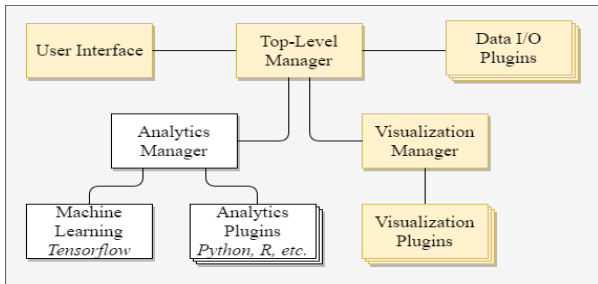 User Interface
Top-Level
Manager
Data I/O
Plugins
Analytics
Manager
Visualization
Manager
Machine
Learning
Tensorflow
Analytics
Plugins
Python, R, etc.
Visualization
Plugins